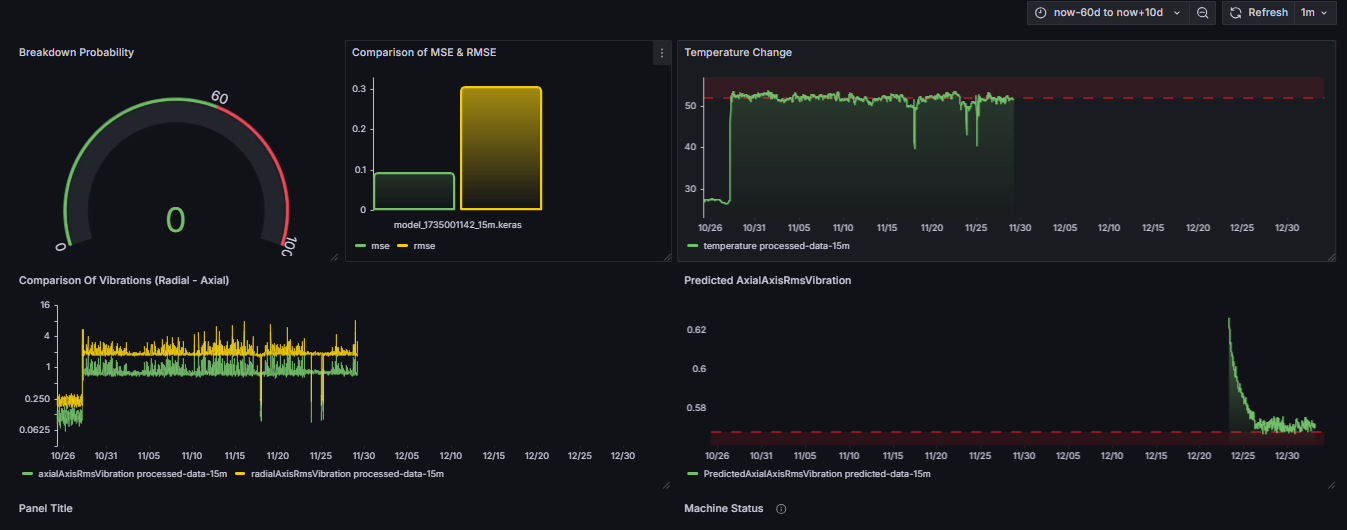 now-60d to now+10d Refresh 1m
Breakdown Probability
60
0
0
100
Comparison of MSE & RMSE
0.3
0.2
0.1
0
model_1735001142_15m.keras
mse rmse
Temperature Change
50
40
30
10/26 10/31 11/05 11/10 11/15 11/20 11/25 11/30 12/05 12/10 12/15 12/20 12/25 12/30
temperature processed-data-15m
Comparison Of Vibrations (Radial - Axial)
16
4
1
0.250
0.0625
10/26 10/31 11/05 11/10 11/15 11/20 11/25 11/30 12/05 12/10 12/15 12/20 12/25 12/30
axialAxisRmsVibration processed-data-15m radialAxisRmsVibration processed-data-15m
Predicted AxialAxisRmsVibration
0.62
0.6
0.58
10/26 10/31 11/05 11/10 11/15 11/20 11/25 11/30 12/05 12/10 12/15 12/20 12/25 12/30
PredictedAxialAxisRmsVibration predicted-data-15m
Panel Title
Machine Status